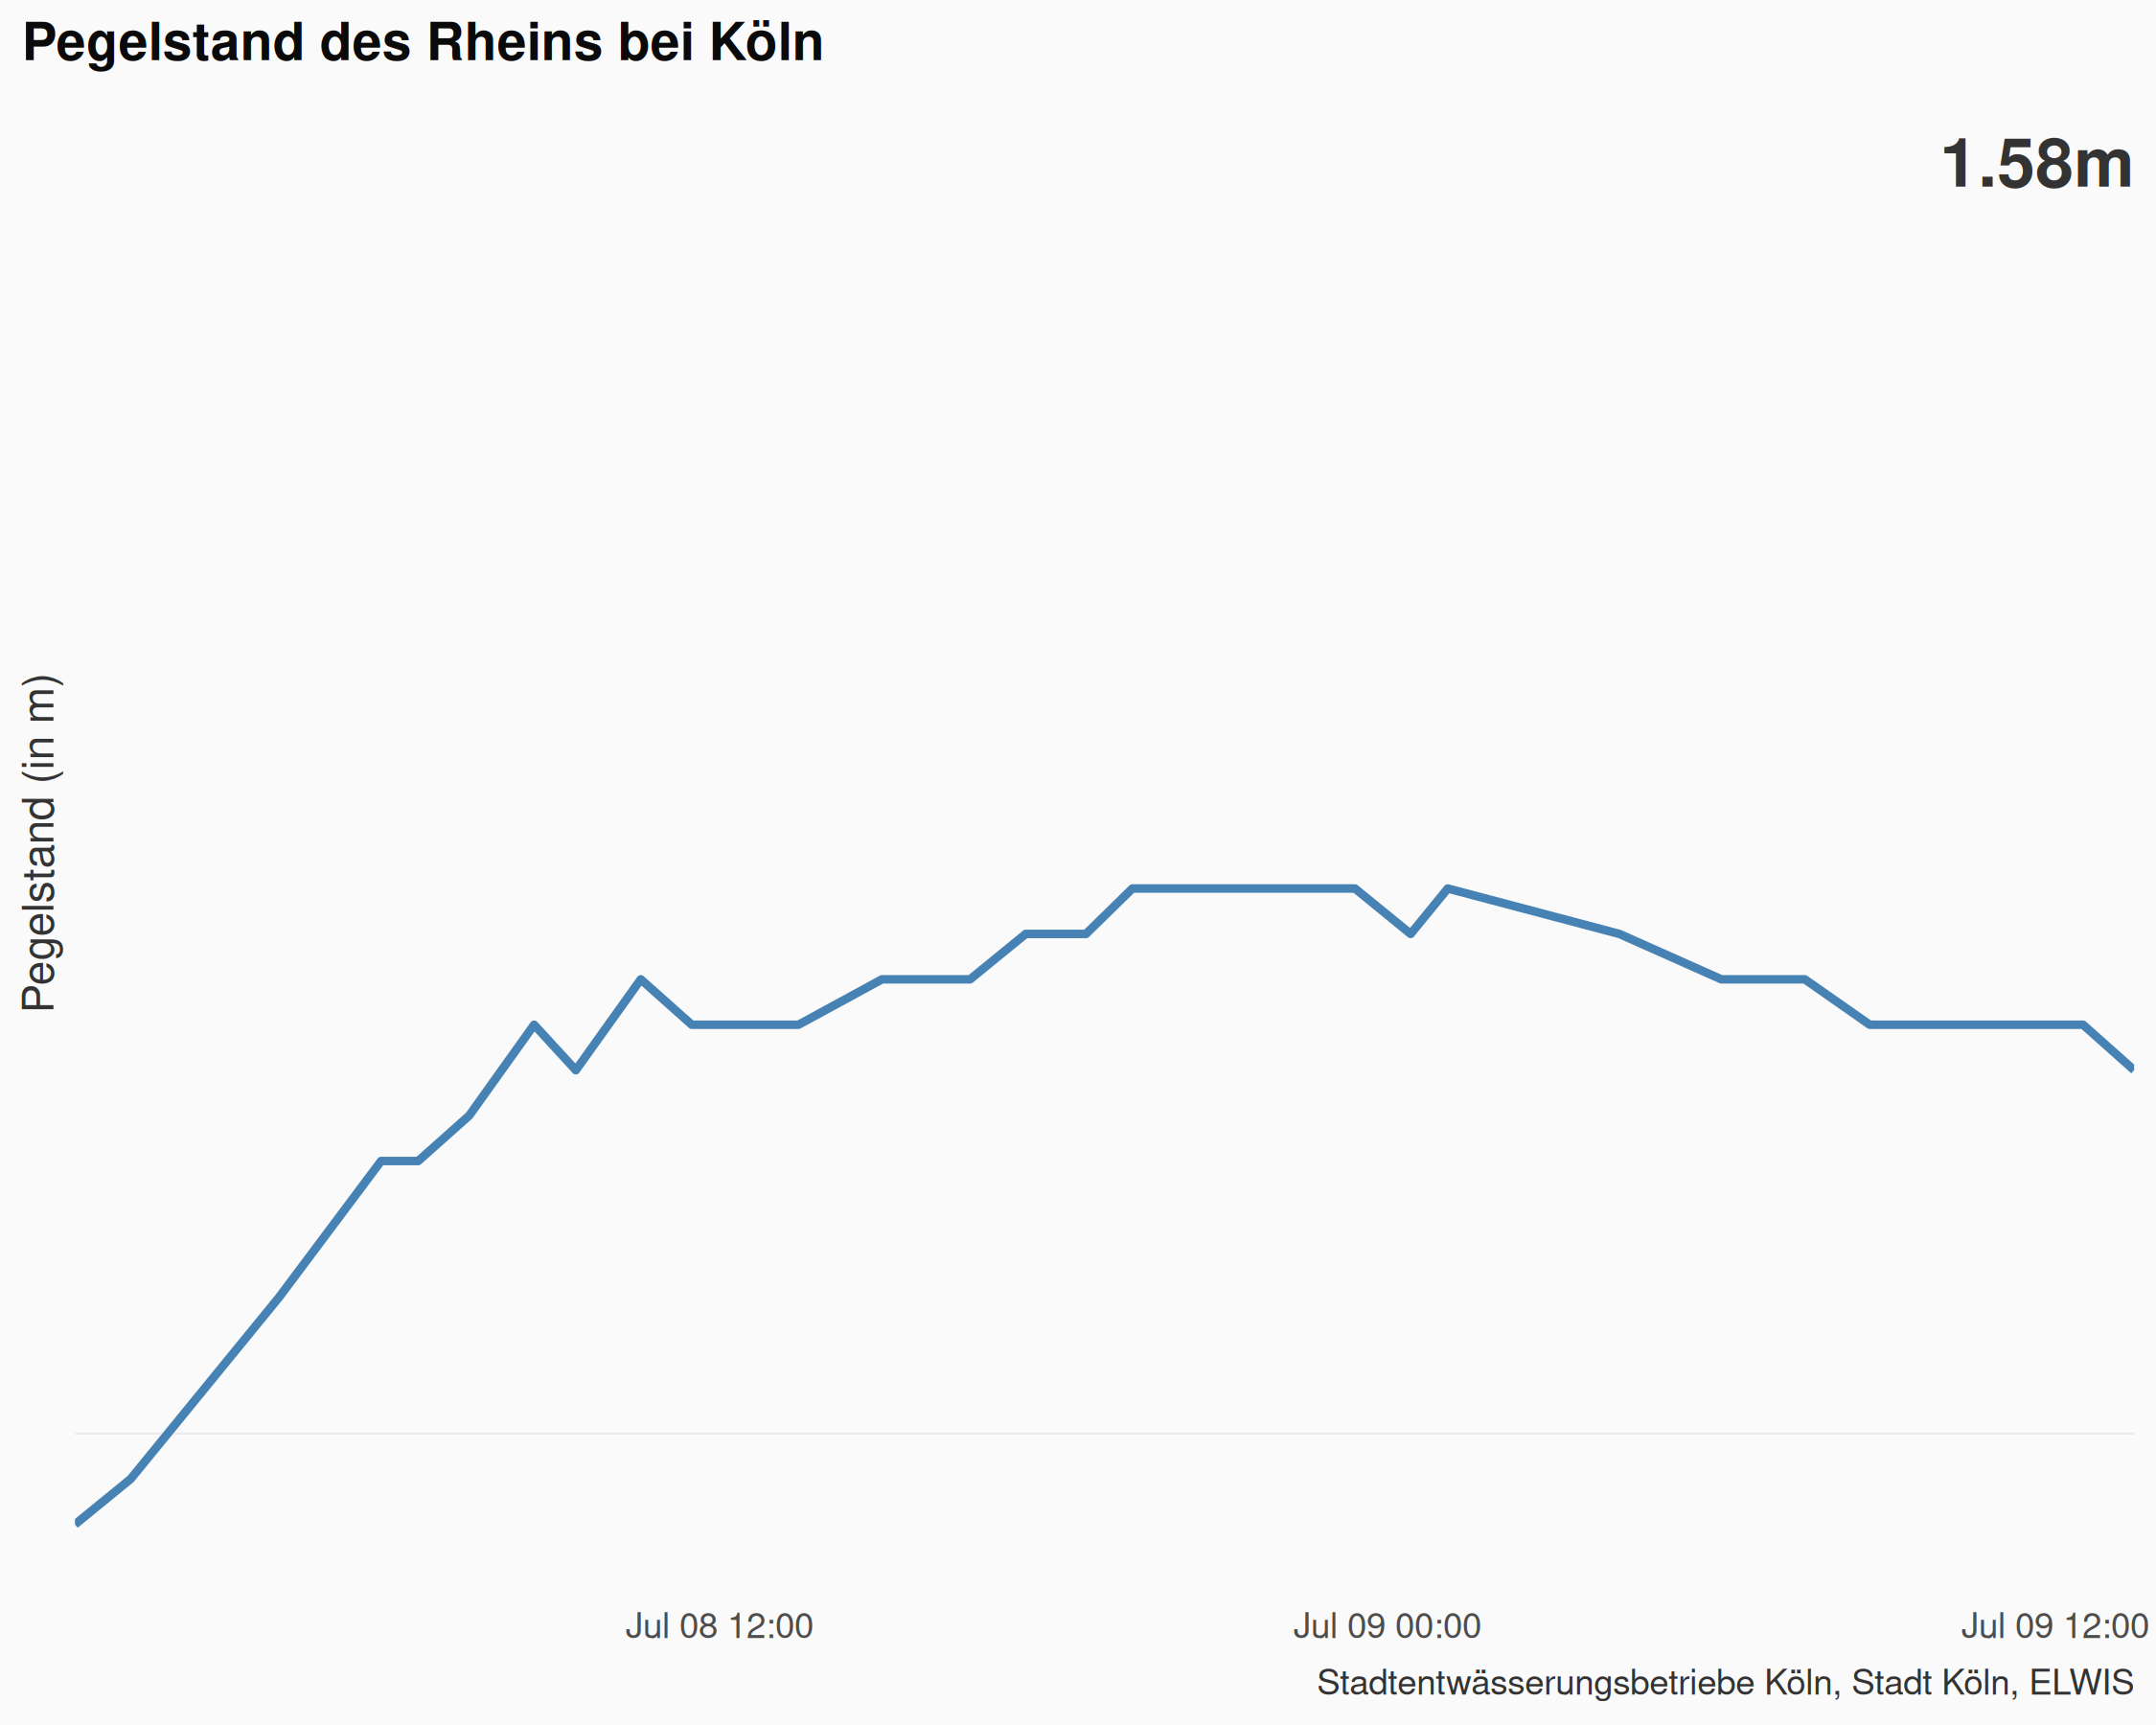 Pegelstand des Rheins bei Köln
1.58m
Pegelstand (in m)
Jul 08 12:00
Jul 09 00:00
Jul 09 12:00
Stadtentwässerungsbetriebe Köln, Stadt Köln, ELWIS